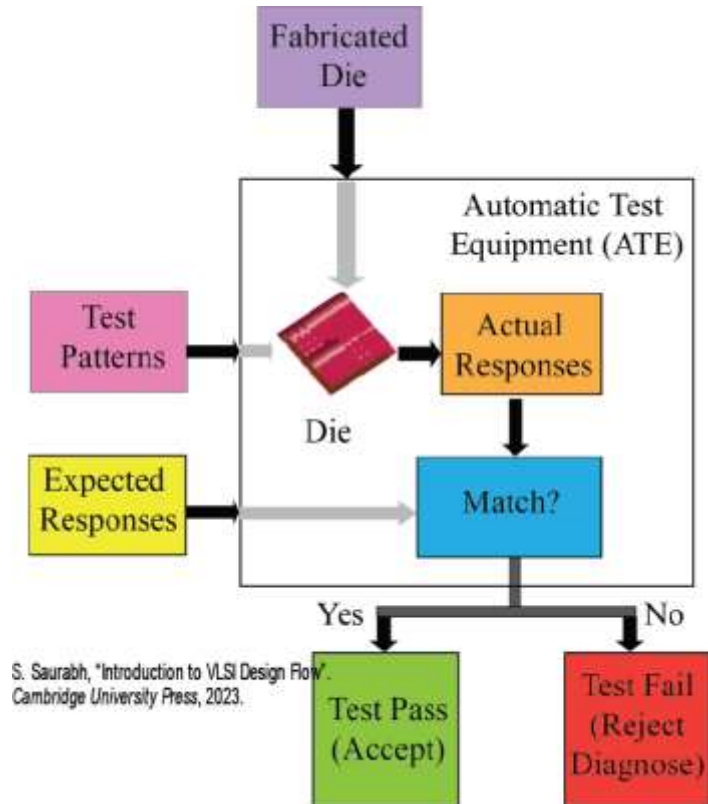 Fabricated
Die
Automatic Test
Equipment (ATE)
Test
Patterns
Actual
Responses
Die
Expected
Responses
Match?
Yes
No
S. Saurabh, "Introduction to VLSI Design Flow".
Cambridge University Press, 2023.
Test Pass
(Accept)
Test Fail
(Reject
Diagnose)